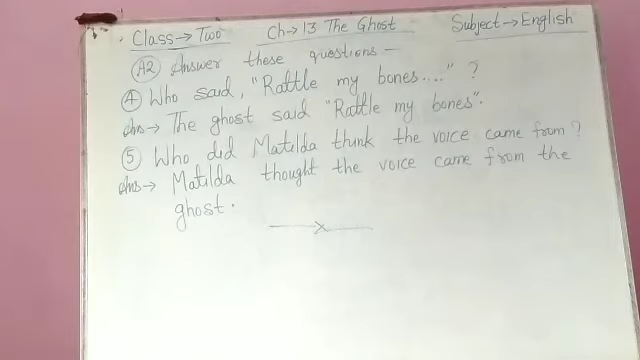 Class→Two Ch→13 The Ghost Subject→English
A2 Answer these questions—
4 Who said, "Rattle my bones...." ?
Ans→ The ghost said "Rattle my bones".
5 Who did Matilda think the voice came from?
Ans→ Matilda thought the voice came from the
ghost.